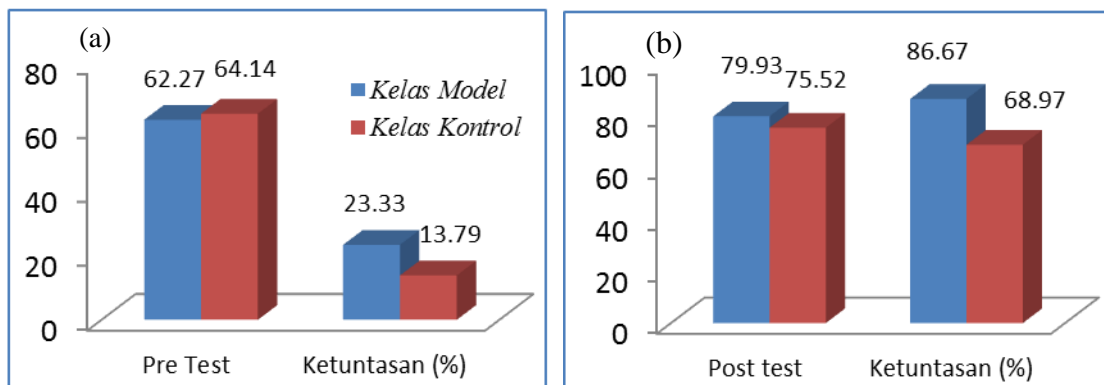 (a)
80
60
40
20
0
62.27
64.14
23.33
13.79
Kelas Model
Kelas Kontrol
Pre Test
Ketuntasan (%)
(b)
100
80
60
40
20
0
79.93
75.52
86.67
68.97
Post test
Ketuntasan (%)